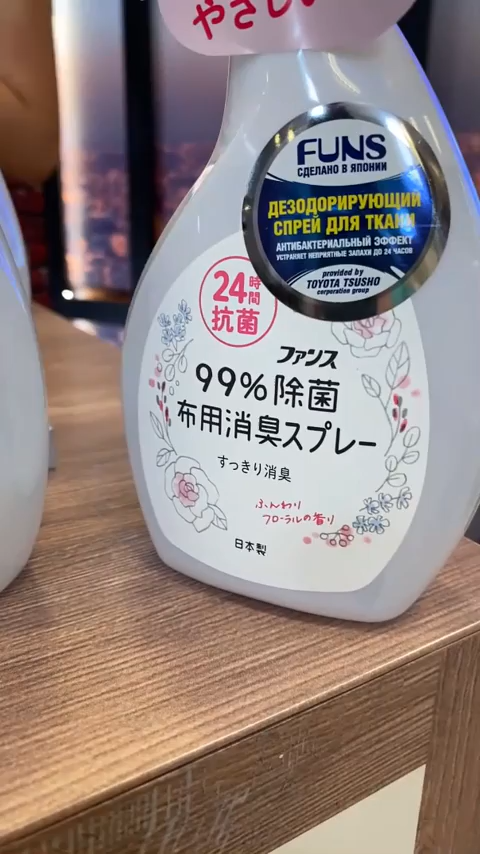 やさしい
FUNS
СДЕЛАНО В ЯПОНИИ
ДЕЗОДОРИРУЮЩИЙ
СПРЕЙ ДЛЯ ТКАНИ
АНТИБАКТЕРИАЛЬНЫЙ ЭФФЕКТ
УСТРАНЯЕТ НЕПРИЯТНЫЕ ЗАПАХИ ДО 24 ЧАСОВ
provided by
TOYOTA TSUSHO
corporation group
24時間
抗菌
ファンス
99%除菌
布用消臭スプレー
すっきり消臭
ふんわり
フローラルの香り
日本製